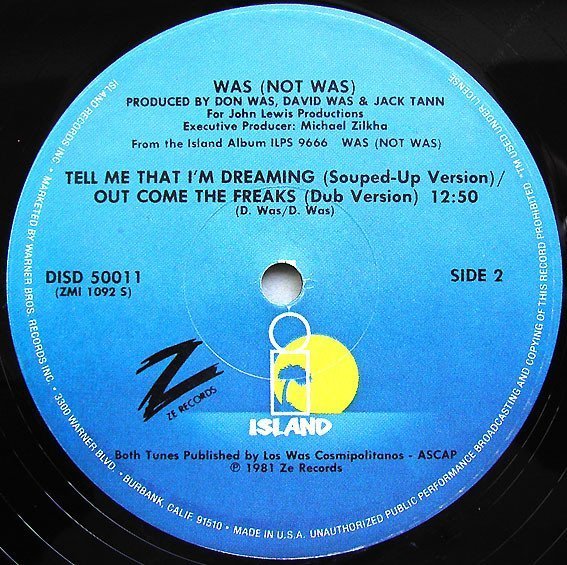 WAS (NOT WAS)
PRODUCED BY DON WAS, DAVID WAS & JACK TANN
For John Lewis Productions
Executive Producer: Michael Zilkha
From the Island Album ILPS 9666 WAS (NOT WAS)
TELL ME THAT I'M DREAMING (Souped-Up Version)/
OUT COME THE FREAKS (Dub Version) 12:50
(D. Was/D. Was)
DISD 50011
(ZMI 1092 S)
SIDE 2
Z
ZE RECORDS
ISLAND
Both Tunes Published by Los Was Cosmipolitanos - ASCAP
℗ 1981 Ze Records
ISLAND RECORDS INC. • MARKETED BY WARNER BROS. RECORDS INC. • 3300 WARNER BLVD. • BURBANK, CALIF. 91510 • MADE IN U.S.A. UNAUTHORIZED PUBLIC PERFORMANCE BROADCASTING AND COPYING OF THIS RECORD PROHIBITED. ™ USED UNDER LICENSE.